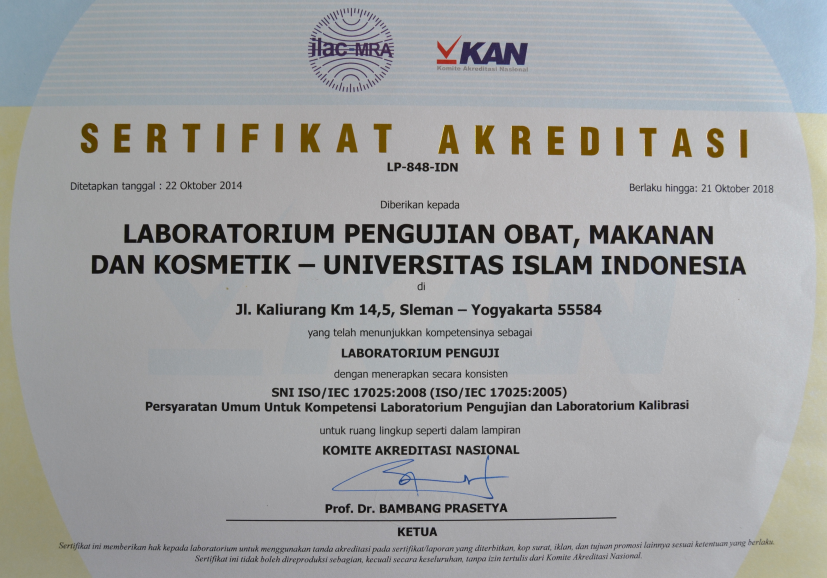 ilac-MRA
KAN
Komite Akreditasi Nasional
SERTIFIKAT AKREDITASI
LP-848-IDN
Ditetapkan tanggal : 22 Oktober 2014
Berlaku hingga: 21 Oktober 2018
Diberikan kepada
LABORATORIUM PENGUJIAN OBAT, MAKANAN
DAN KOSMETIK – UNIVERSITAS ISLAM INDONESIA
di
Jl. Kaliurang Km 14,5, Sleman – Yogyakarta 55584
yang telah menunjukkan kompetensinya sebagai
LABORATORIUM PENGUJI
dengan menerapkan secara konsisten
SNI ISO/IEC 17025:2008 (ISO/IEC 17025:2005)
Persyaratan Umum Untuk Kompetensi Laboratorium Pengujian dan Laboratorium Kalibrasi
untuk ruang lingkup seperti dalam lampiran
KOMITE AKREDITASI NASIONAL
Prof. Dr. BAMBANG PRASETYA
KETUA
Sertifikat ini memberikan hak kepada laboratorium untuk menggunakan tanda akreditasi pada sertifikat/laporan yang diterbitkan, kop surat, iklan, dan tujuan promosi lainnya sesuai ketentuan yang berlaku.
Sertifikat ini tidak boleh direproduksi sebagian, kecuali secara keseluruhan, tanpa izin tertulis dari Komite Akreditasi Nasional.